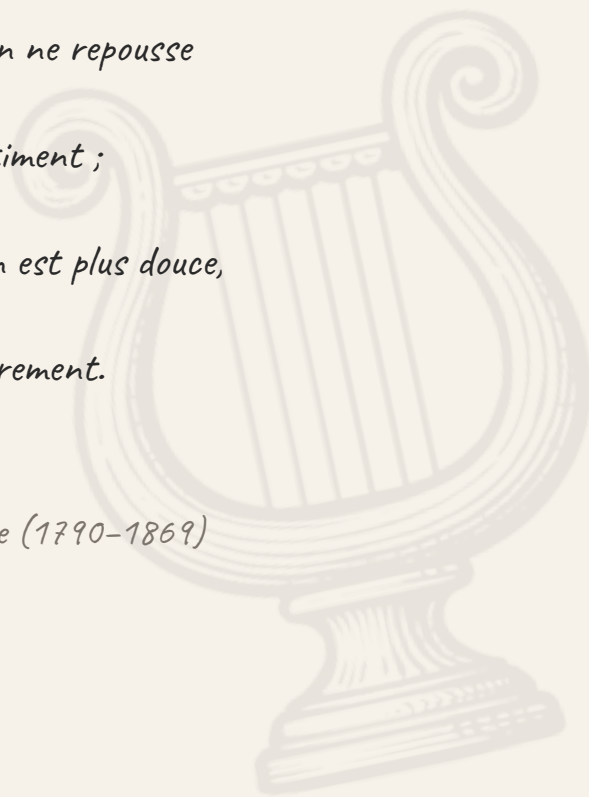 n ne repousse
timent ;
n est plus douce,
rement.
e (1790–1869)